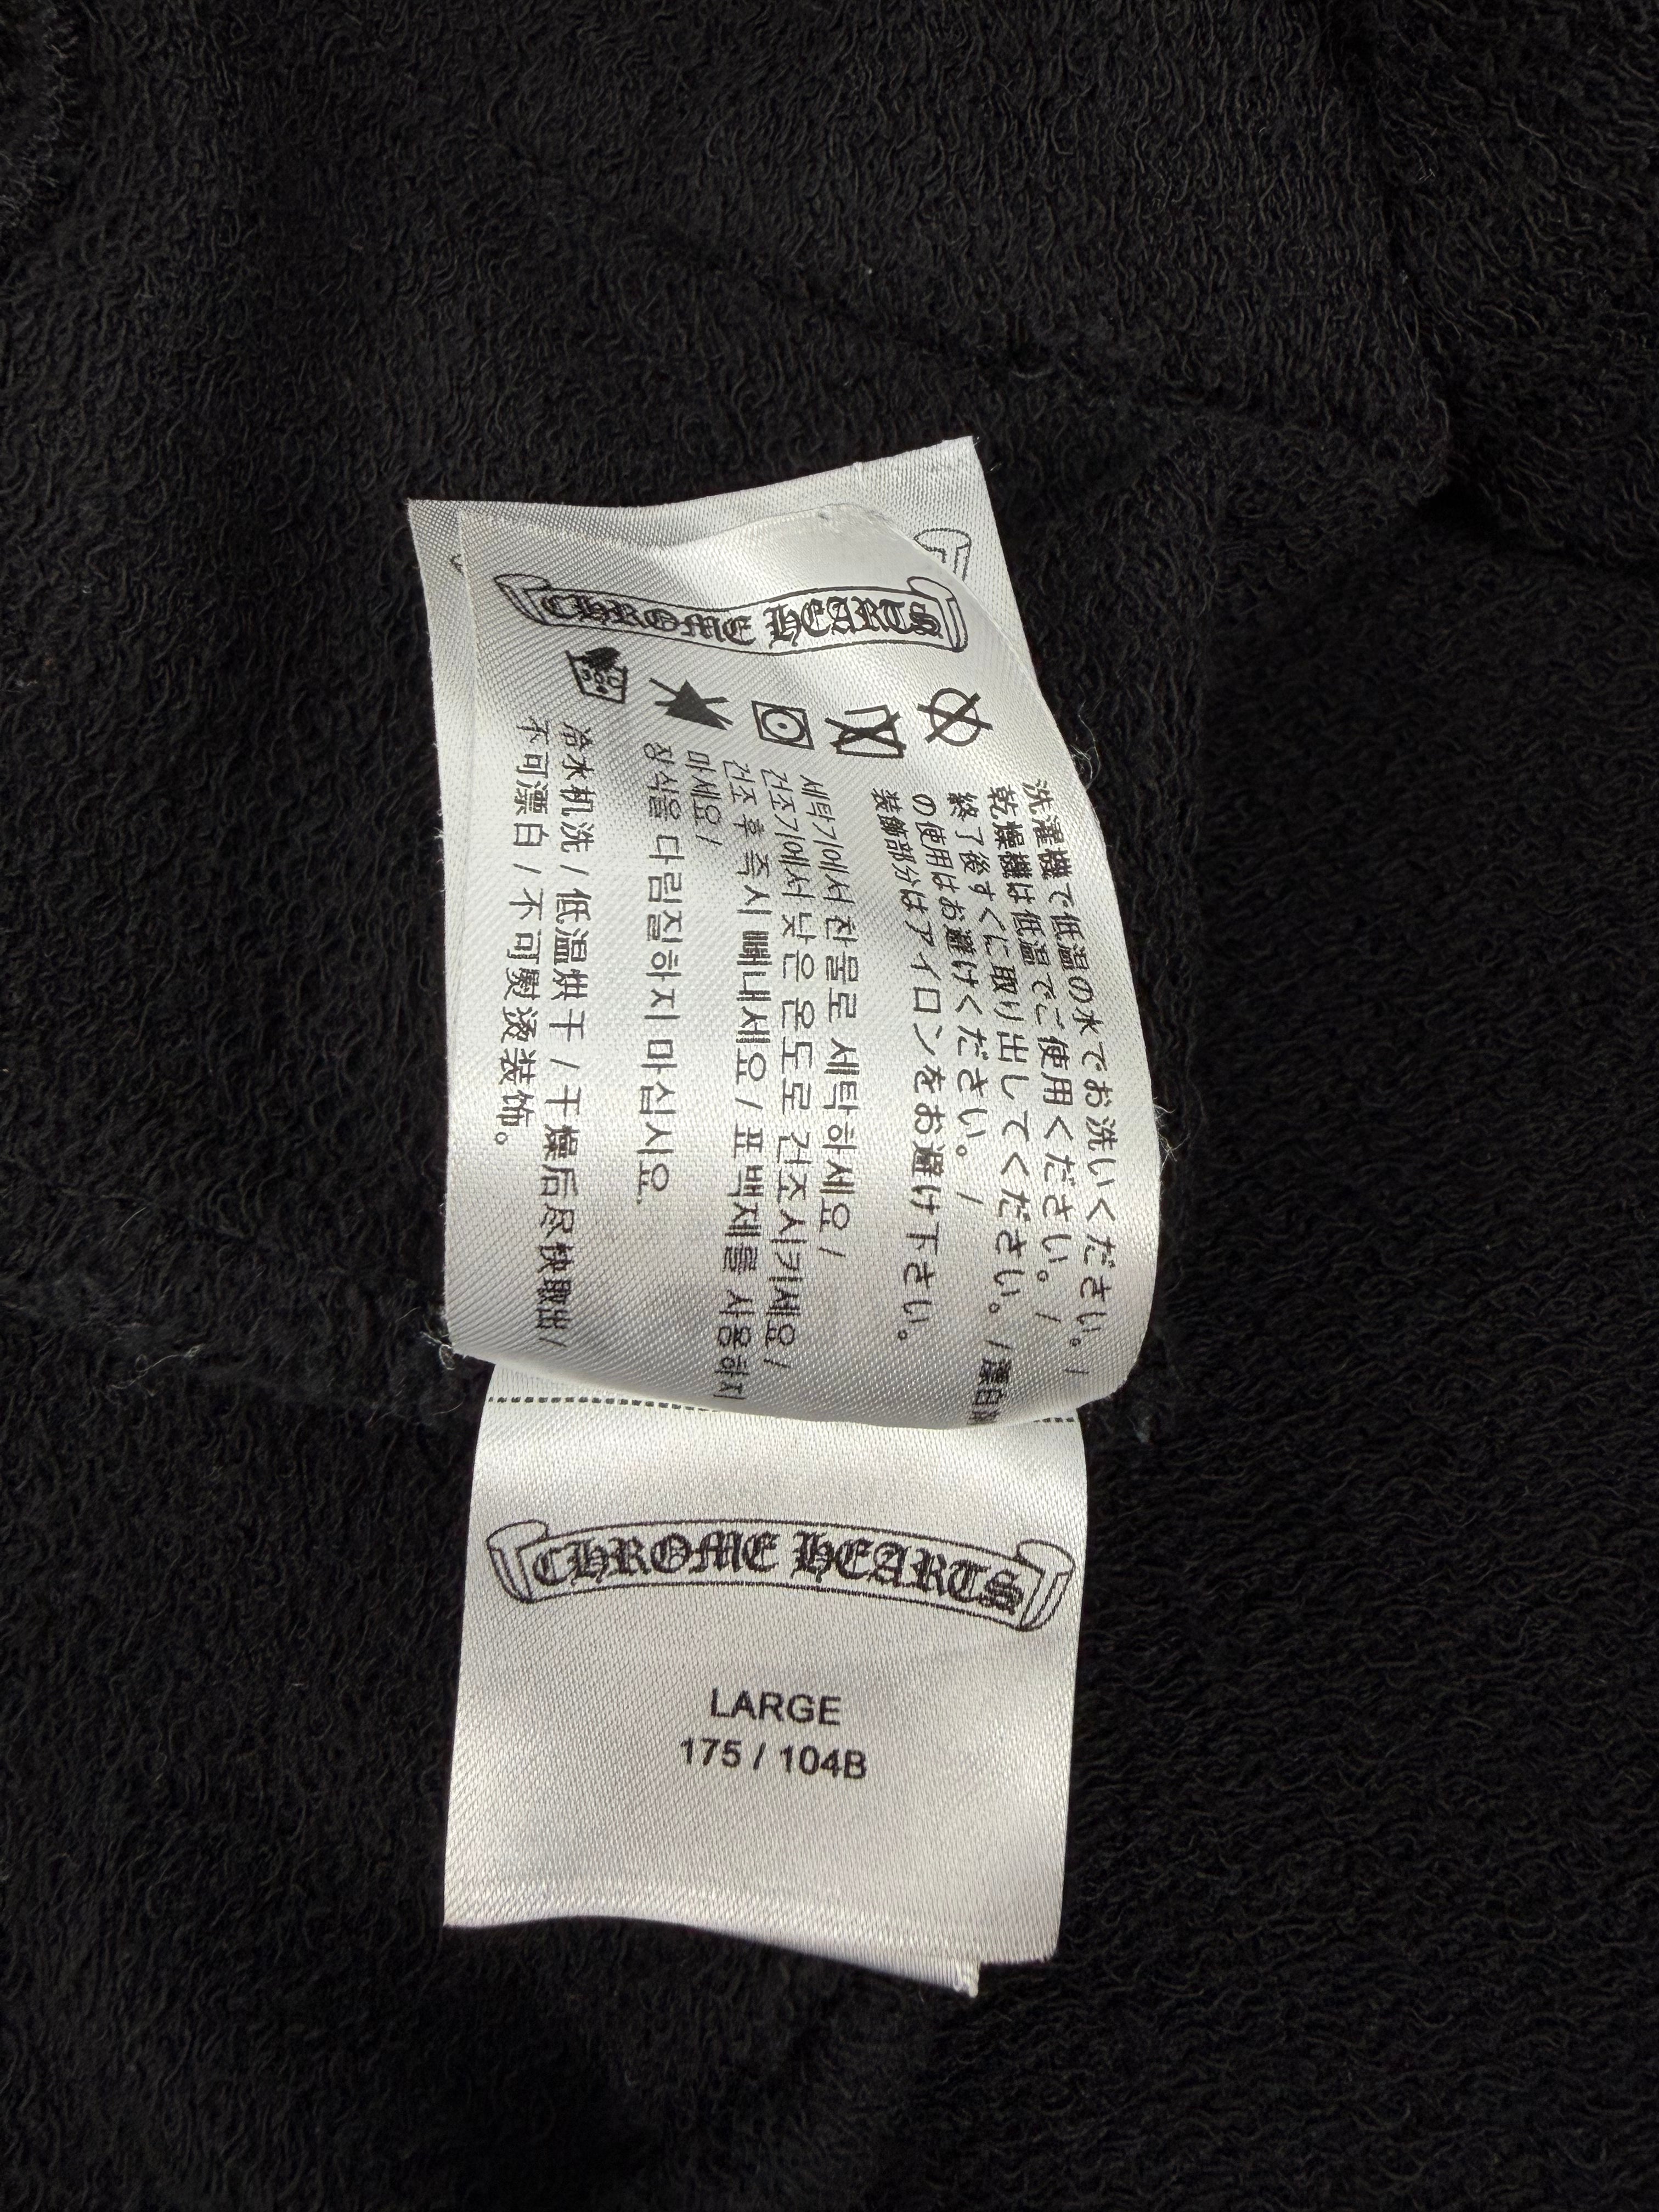 CHROME HEARTS
洗濯機で低温の水でお洗いください。/
乾燥機は低温でご使用ください。/
終了後すぐに取り出してください。/ 漂白剤
の使用はお避けください。/
装飾部分はアイロンをお避け下さい。
세탁기에서 찬물로 세탁하세요 /
건조기에서 낮은 온도로 건조시키세요 /
건조 후 즉시 빼내세요 / 표백제를 사용하지
마세요 /
장식을 다림질하지 마십시요.
冷水机洗 / 低温烘干 / 干燥后尽快取出 /
不可漂白 / 不可熨烫装饰。
CHROME HEARTS
LARGE
175 / 104B